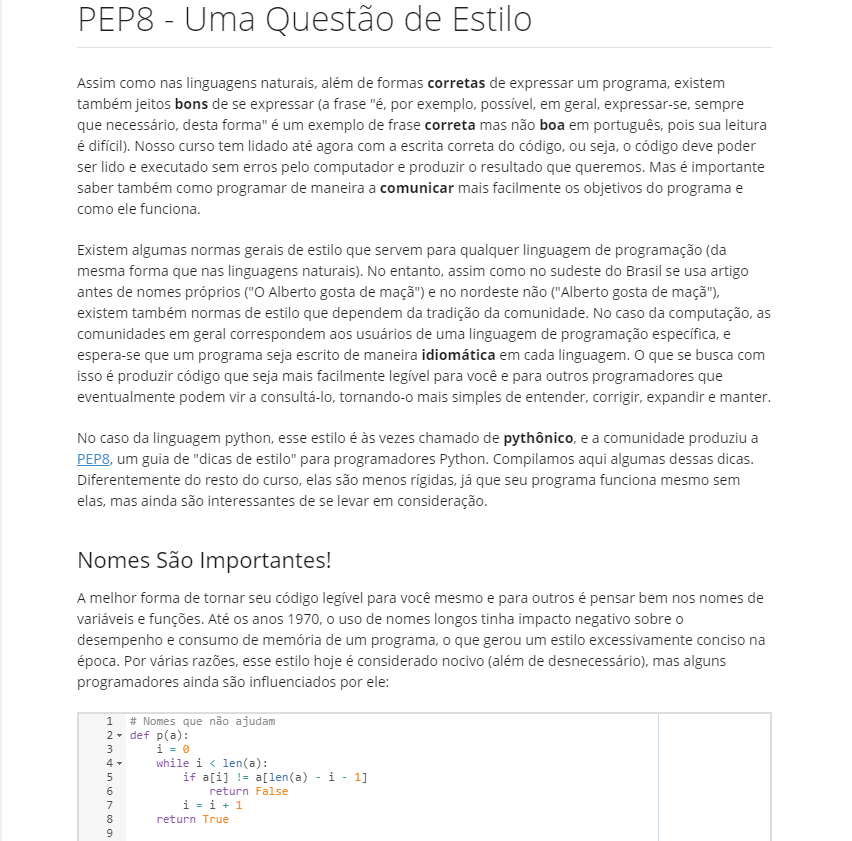 PEP8 - Uma Questão de Estilo
Assim como nas linguagens naturais, além de formas corretas de expressar um programa, existem
também jeitos bons de se expressar (a frase "é, por exemplo, possível, em geral, expressar-se, sempre
que necessário, desta forma" é um exemplo de frase correta mas não boa em português, pois sua leitura
é difícil). Nosso curso tem lidado até agora com a escrita correta do código, ou seja, o código deve poder
ser lido e executado sem erros pelo computador e produzir o resultado que queremos. Mas é importante
saber também como programar de maneira a comunicar mais facilmente os objetivos do programa e
como ele funciona.
Existem algumas normas gerais de estilo que servem para qualquer linguagem de programação (da
mesma forma que nas linguagens naturais). No entanto, assim como no sudeste do Brasil se usa artigo
antes de nomes próprios ("O Alberto gosta de maçã") e no nordeste não ("Alberto gosta de maçã"),
existem também normas de estilo que dependem da tradição da comunidade. No caso da computação, as
comunidades em geral correspondem aos usuários de uma linguagem de programação específica, e
espera-se que um programa seja escrito de maneira idiomática em cada linguagem. O que se busca com
isso é produzir código que seja mais facilmente legível para você e para outros programadores que
eventualmente podem vir a consultá-lo, tornando-o mais simples de entender, corrigir, expandir e manter.
No caso da linguagem python, esse estilo é às vezes chamado de pythônico, e a comunidade produziu a
PEP8, um guia de "dicas de estilo" para programadores Python. Compilamos aqui algumas dessas dicas.
Diferentemente do resto do curso, elas são menos rígidas, já que seu programa funciona mesmo sem
elas, mas ainda são interessantes de se levar em consideração.
Nomes São Importantes!
A melhor forma de tornar seu código legível para você mesmo e para outros é pensar bem nos nomes de
variáveis e funções. Até os anos 1970, o uso de nomes longos tinha impacto negativo sobre o
desempenho e consumo de memória de um programa, o que gerou um estilo excessivamente conciso na
época. Por várias razões, esse estilo hoje é considerado nocivo (além de desnecessário), mas alguns
programadores ainda são influenciados por ele:
1 # Nomes que não ajudam
2 def p(a):
3     i = 0
4     while i < len(a):
5         if a[i] != a[len(a) - i - 1]
6             return False
7         i = i + 1
8     return True
9